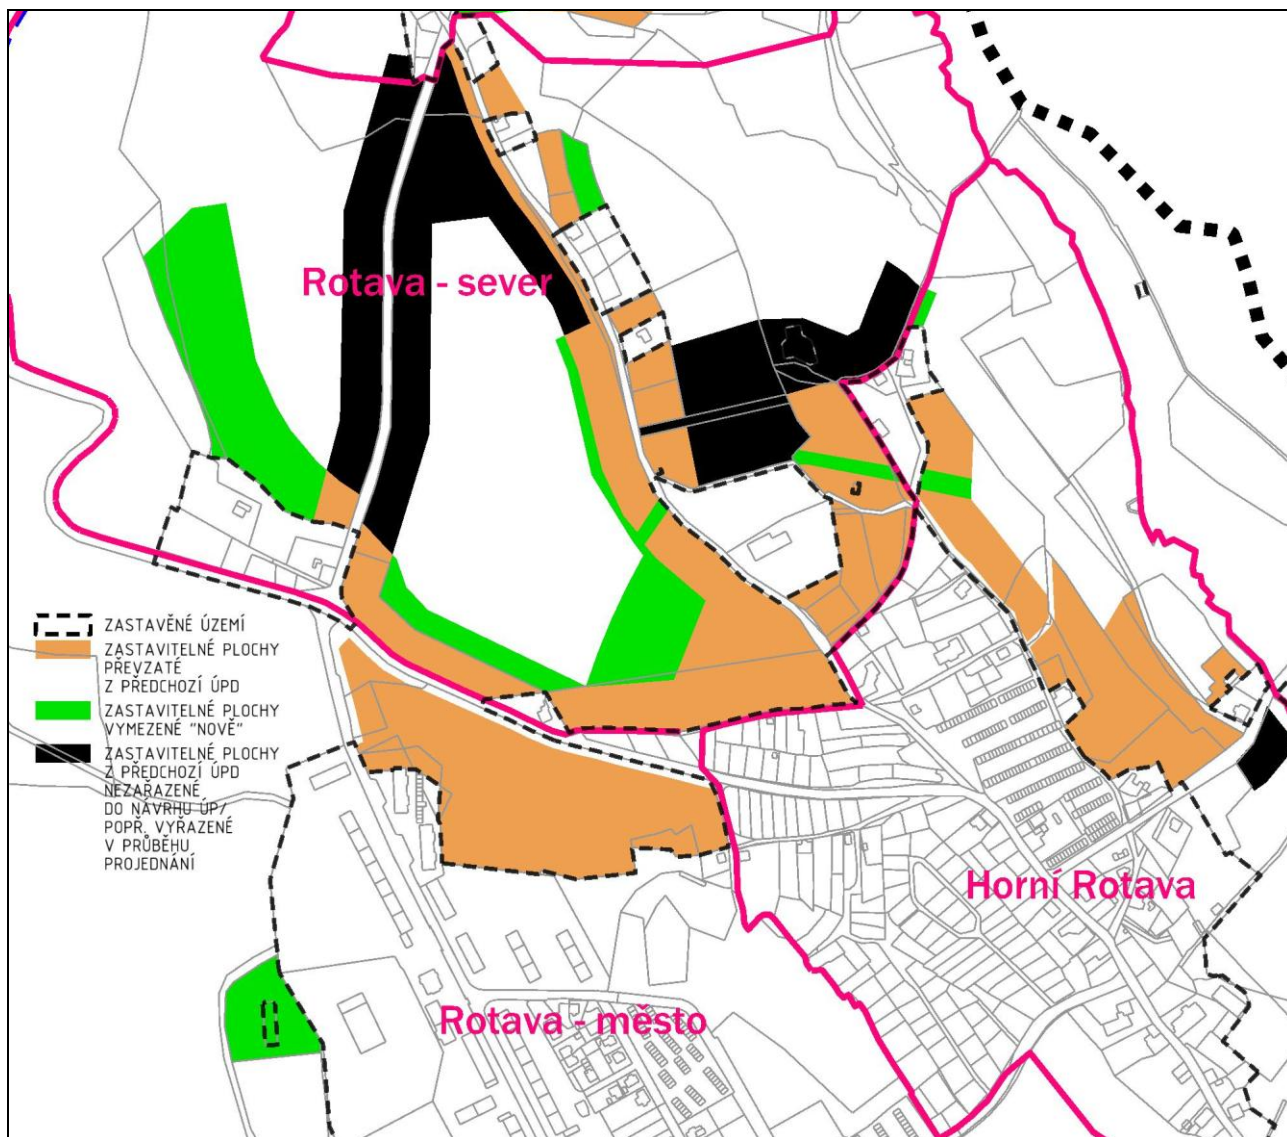 Rotava - sever
ZASTAVĚNÉ ÚZEMÍ
ZASTAVITELNÉ PLOCHY
PŘEVZATÉ
Z PŘEDCHOZÍ ÚPD
ZASTAVITELNÉ PLOCHY
VYMEZENÉ "NOVĚ"
ZASTAVITELNÉ PLOCHY
Z PŘEDCHOZÍ ÚPD
NEZAŘAZENÉ
DO NÁVRHU ÚP/
POPŘ. VYŘAZENÉ
V PRŮBĚHU
PROJEDNÁNÍ
Horní Rotava
Rotava - město